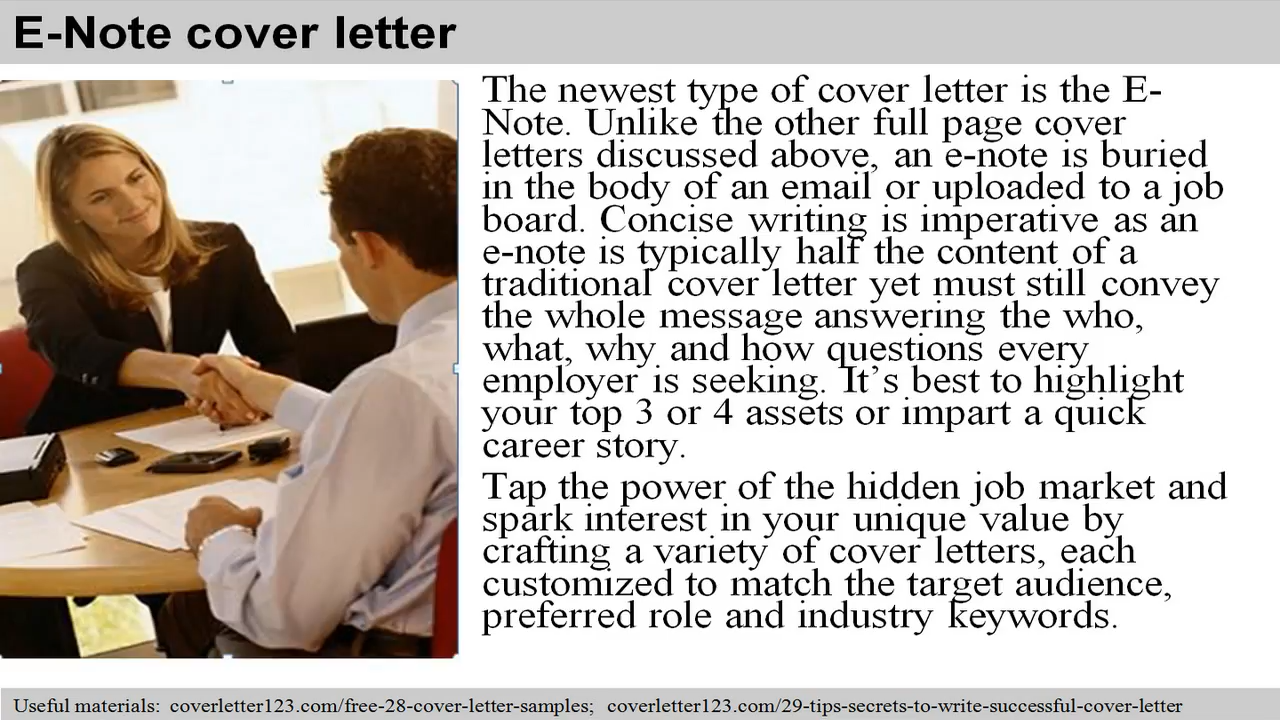 E-Note cover letter
The newest type of cover letter is the E-
Note. Unlike the other full page cover
letters discussed above, an e-note is buried
in the body of an email or uploaded to a job
board. Concise writing is imperative as an
e-note is typically half the content of a
traditional cover letter yet must still convey
the whole message answering the who,
what, why and how questions every
employer is seeking. It’s best to highlight
your top 3 or 4 assets or impart a quick
career story.
Tap the power of the hidden job market and
spark interest in your unique value by
crafting a variety of cover letters, each
customized to match the target audience,
preferred role and industry keywords.
Useful materials: coverletter123.com/free-28-cover-letter-samples; coverletter123.com/29-tips-secrets-to-write-successful-cover-letter